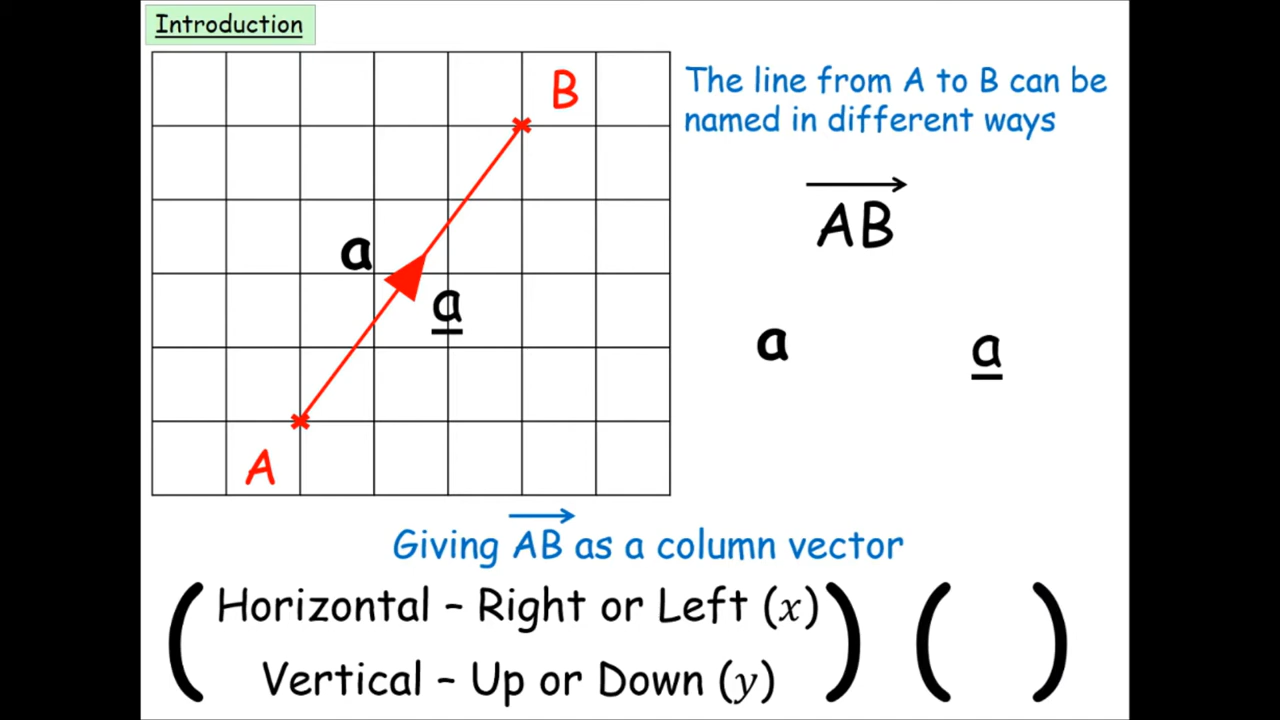 Introduction
B
The line from A to B can be
named in different ways
AB
a
a
a
a
A
Giving AB as a column vector
(Horizontal – Right or Left (x)) ( )
Vertical – Up or Down (y)